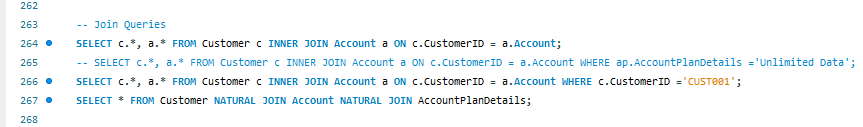 262
263 -- Join Queries
264 SELECT c.*, a.* FROM Customer c INNER JOIN Account a ON c.CustomerID = a.Account;
265 -- SELECT c.*, a.* FROM Customer c INNER JOIN Account a ON c.CustomerID = a.Account WHERE ap.AccountPlanDetails ='Unlimited Data';
266 SELECT c.*, a.* FROM Customer c INNER JOIN Account a ON c.CustomerID = a.Account WHERE c.CustomerID ='CUST001';
267 SELECT * FROM Customer NATURAL JOIN Account NATURAL JOIN AccountPlanDetails;
268